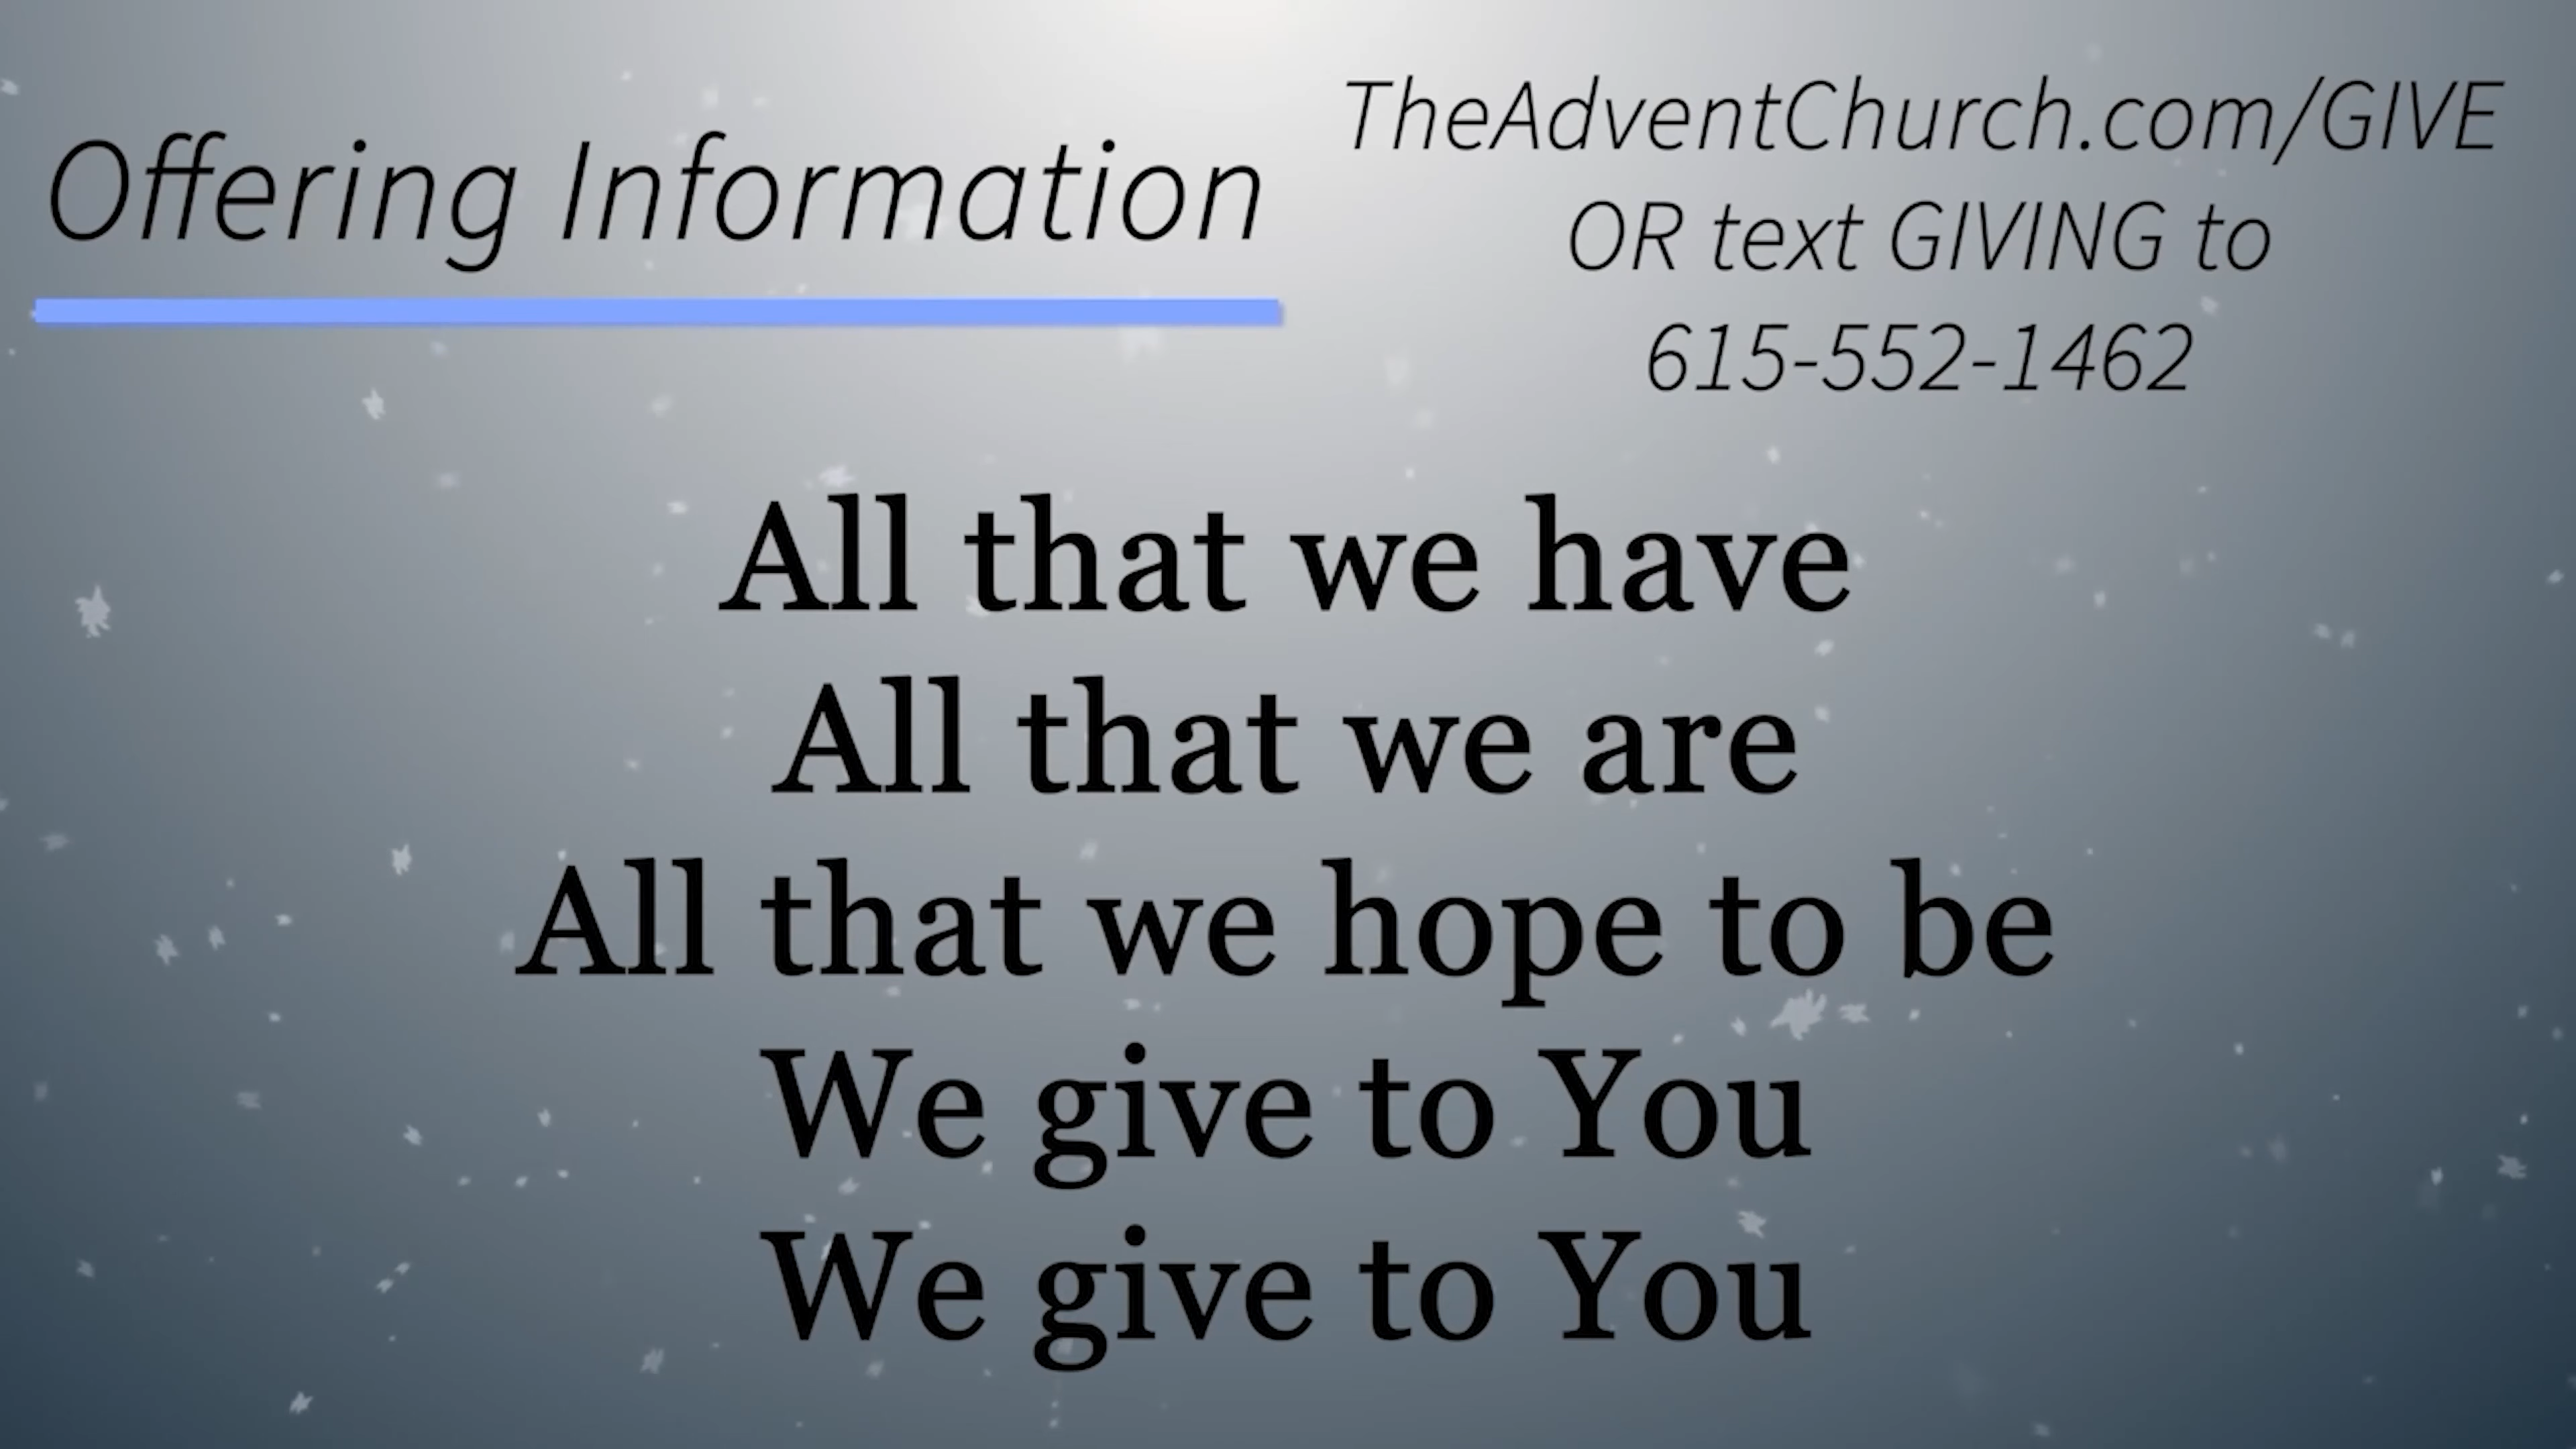 Offering Information
TheAdventChurch.com/GIVE
OR text GIVING to
615-552-1462
All that we have
All that we are
All that we hope to be
We give to You
We give to You